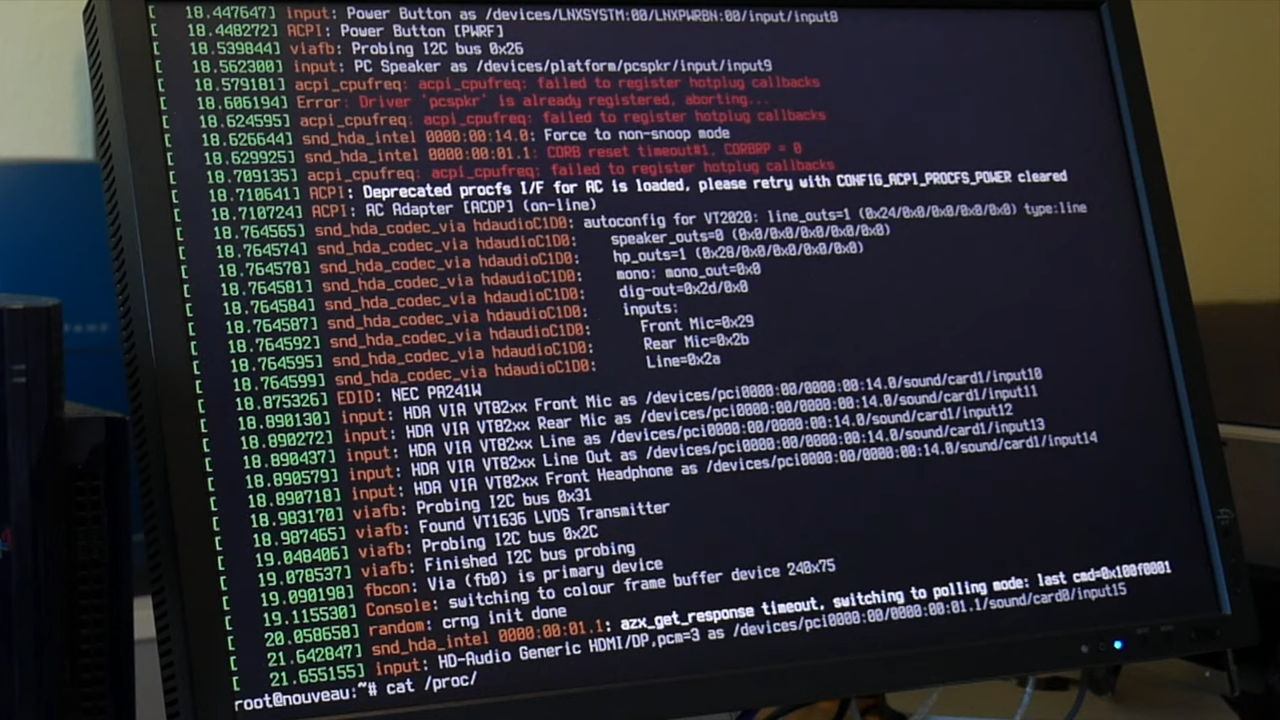 [   18.447647] input: Power Button as /devices/LNXSYSTM:00/LNXPWRBN:00/input/input8
[   18.448272] ACPI: Power Button [PWRF]
[   18.539844] viafb: Probing I2C bus 0x26
[   18.562300] input: PC Speaker as /devices/platform/pcspkr/input/input9
[   18.579181] acpi_cpufreq: acpi_cpufreq: failed to register hotplug callbacks
[   18.606194] Error: Driver 'pcspkr' is already registered, aborting...
[   18.624595] acpi_cpufreq: acpi_cpufreq: failed to register hotplug callbacks
[   18.626644] snd_hda_intel 0000:00:14.0: Force to non-snoop mode
[   18.629925] snd_hda_intel 0000:00:01.1: CORB reset timeout#1, CORBRP = 0
[   18.709135] acpi_cpufreq: acpi_cpufreq: failed to register hotplug callbacks
[   18.710641] ACPI: Deprecated procfs I/F for AC is loaded, please retry with CONFIG_ACPI_PROCFS_POWER cleared
[   18.710724] ACPI: AC Adapter [ACDP] (on-line)
[   18.764565] snd_hda_codec_via hdaudioC1D0: autoconfig for VT2020: line_outs=1 (0x24/0x0/0x0/0x0/0x0) type:line
[   18.764574] snd_hda_codec_via hdaudioC1D0:    speaker_outs=0 (0x0/0x0/0x0/0x0/0x0)
[   18.764578] snd_hda_codec_via hdaudioC1D0:    hp_outs=1 (0x28/0x0/0x0/0x0/0x0)
[   18.764581] snd_hda_codec_via hdaudioC1D0:    mono: mono_out=0x0
[   18.764584] snd_hda_codec_via hdaudioC1D0:    dig-out=0x2d/0x0
[   18.764587] snd_hda_codec_via hdaudioC1D0:    inputs:
[   18.764592] snd_hda_codec_via hdaudioC1D0:      Front Mic=0x29
[   18.764595] snd_hda_codec_via hdaudioC1D0:      Rear Mic=0x2b
[   18.764599] snd_hda_codec_via hdaudioC1D0:      Line=0x2a
[   18.875326] EDID: NEC PA241W
[   18.890130] input: HDA VIA VT82xx Front Mic as /devices/pci0000:00/0000:00:14.0/sound/card1/input10
[   18.890272] input: HDA VIA VT82xx Rear Mic as /devices/pci0000:00/0000:00:14.0/sound/card1/input11
[   18.890437] input: HDA VIA VT82xx Line as /devices/pci0000:00/0000:00:14.0/sound/card1/input12
[   18.890579] input: HDA VIA VT82xx Line Out as /devices/pci0000:00/0000:00:14.0/sound/card1/input13
[   18.890718] input: HDA VIA VT82xx Front Headphone as /devices/pci0000:00/0000:00:14.0/sound/card1/input14
[   18.983170] viafb: Probing I2C bus 0x31
[   18.987465] viafb: Found VT1636 LVDS Transmitter
[   19.048406] viafb: Probing I2C bus 0x2C
[   19.078537] viafb: Finished I2C bus probing
[   19.090198] fbcon: Via (fb0) is primary device
[   19.115530] Console: switching to colour frame buffer device 240x75
[   20.058658] random: crng init done
[   21.642847] snd_hda_intel 0000:00:01.1: azx_get_response timeout, switching to polling mode: last cmd=0x100f0001
[   21.655155] input: HD-Audio Generic HDMI/DP,pcm=3 as /devices/pci0000:00/0000:00:01.1/sound/card0/input15
root@nouveau:~# cat /proc/